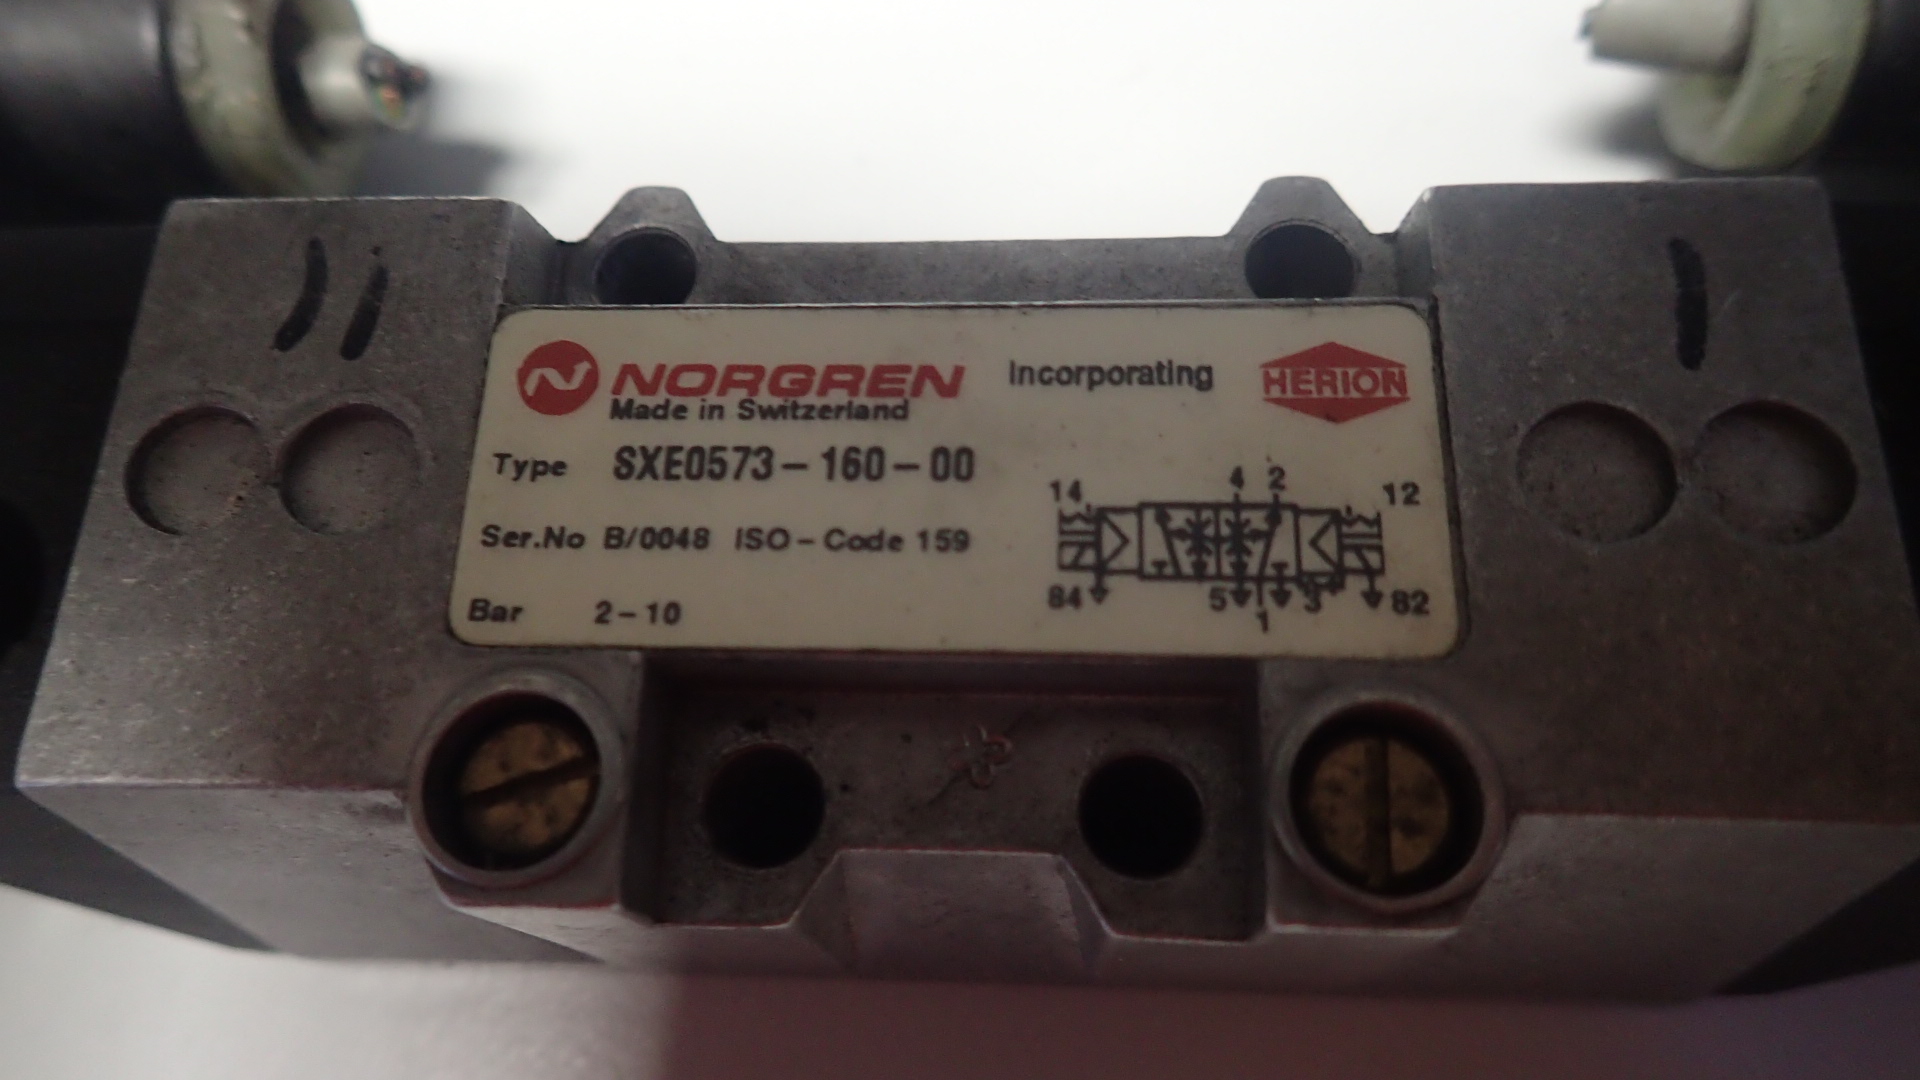 NORGREN Incorporating HERION
Made in Switzerland
Type SXE0573-160-00
Ser.No B/0048 ISO-Code 159
Bar 2-10
14 4 2 12
84 5 1 3 82